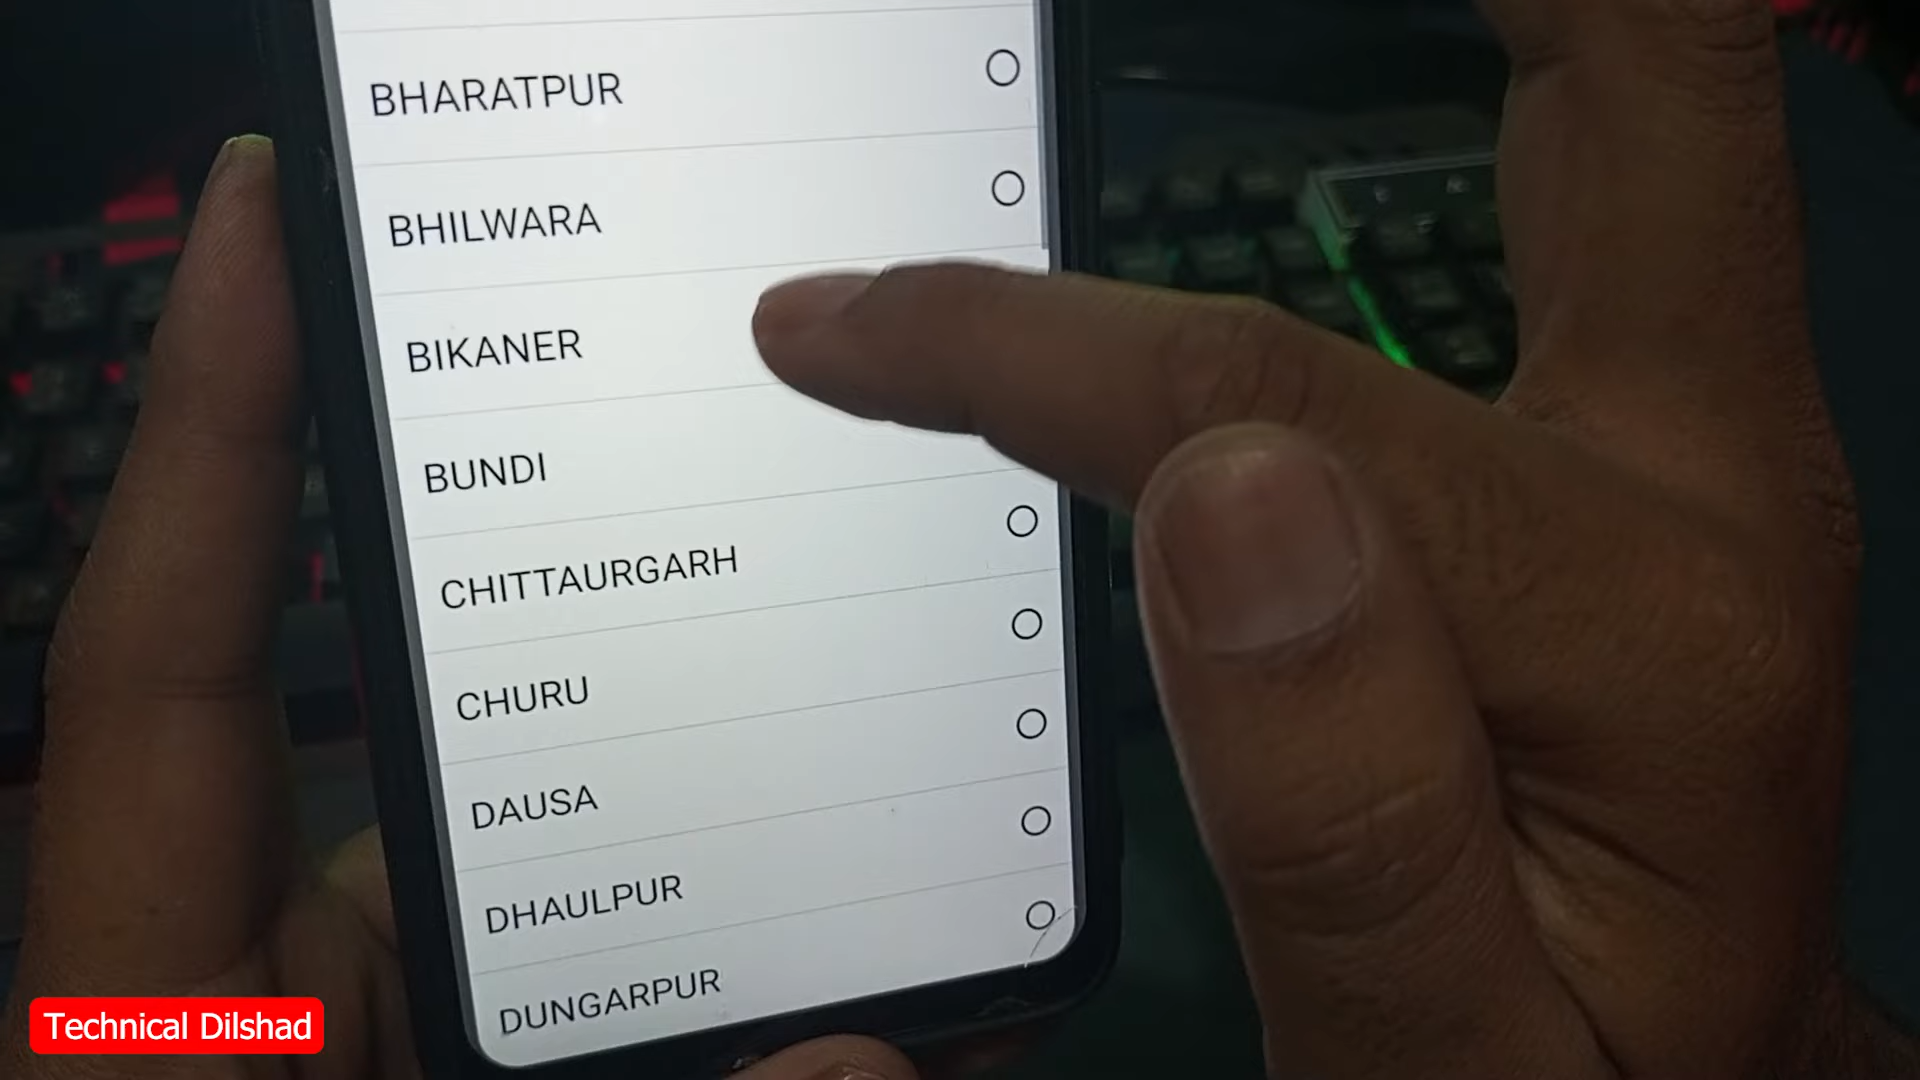 BHARATPUR
BHILWARA
BIKANER
BUNDI
CHITTAURGARH
CHURU
DAUSA
DHAULPUR
DUNGARPUR
Technical Dilshad